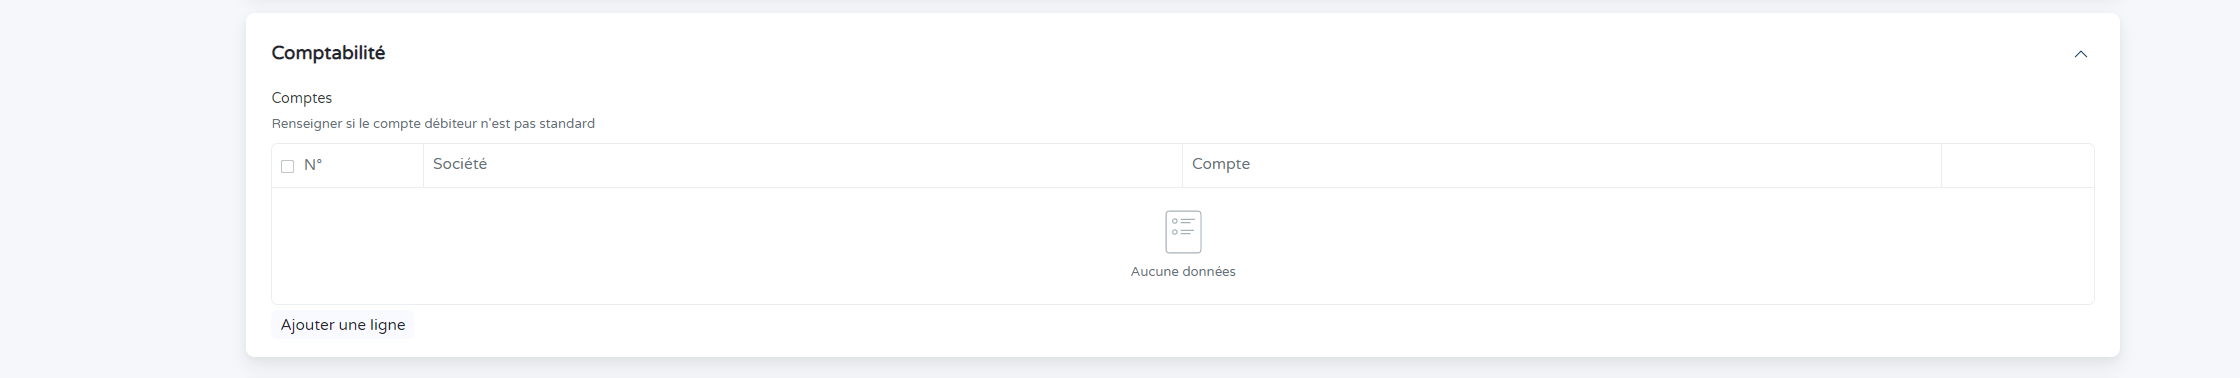 Comptabilité
Comptes
Renseigner si le compte débiteur n'est pas standard
N° Société Compte
Aucune données
Ajouter une ligne